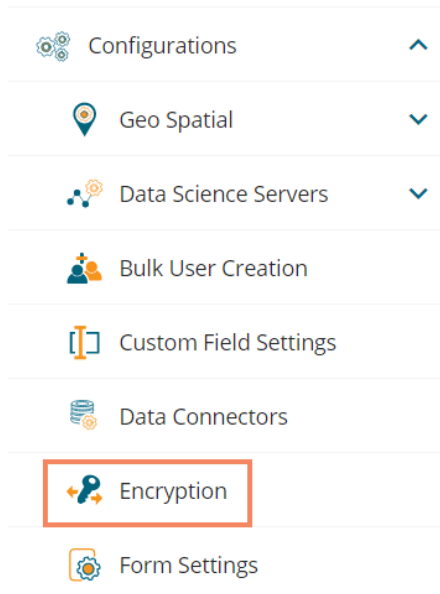 Configurations
Geo Spatial
Data Science Servers
Bulk User Creation
Custom Field Settings
Data Connectors
Encryption
Form Settings